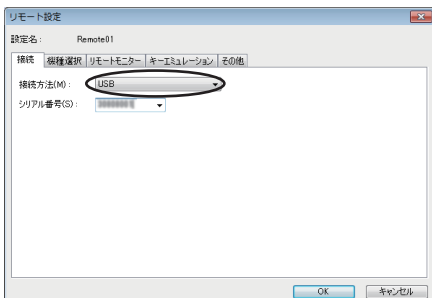 リモート設定
設定名: Remote01
接続 機種選択 リモートモニター キーエミュレーション その他
接続方法(M): USB
シリアル番号(S):
OK キャンセル